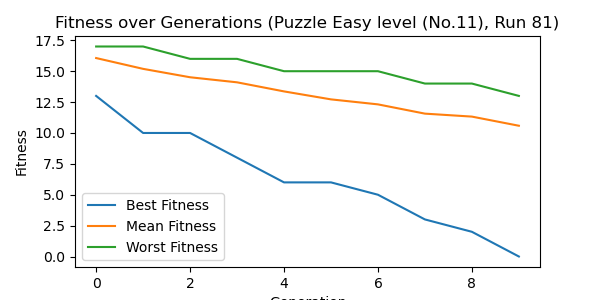 Fitness over Generations (Puzzle Easy level (No.11), Run 81)
17.5
15.0
12.5
10.0
7.5
5.0
2.5
0.0
Fitness
Best Fitness
Mean Fitness
Worst Fitness
0 2 4 6 8
Generation